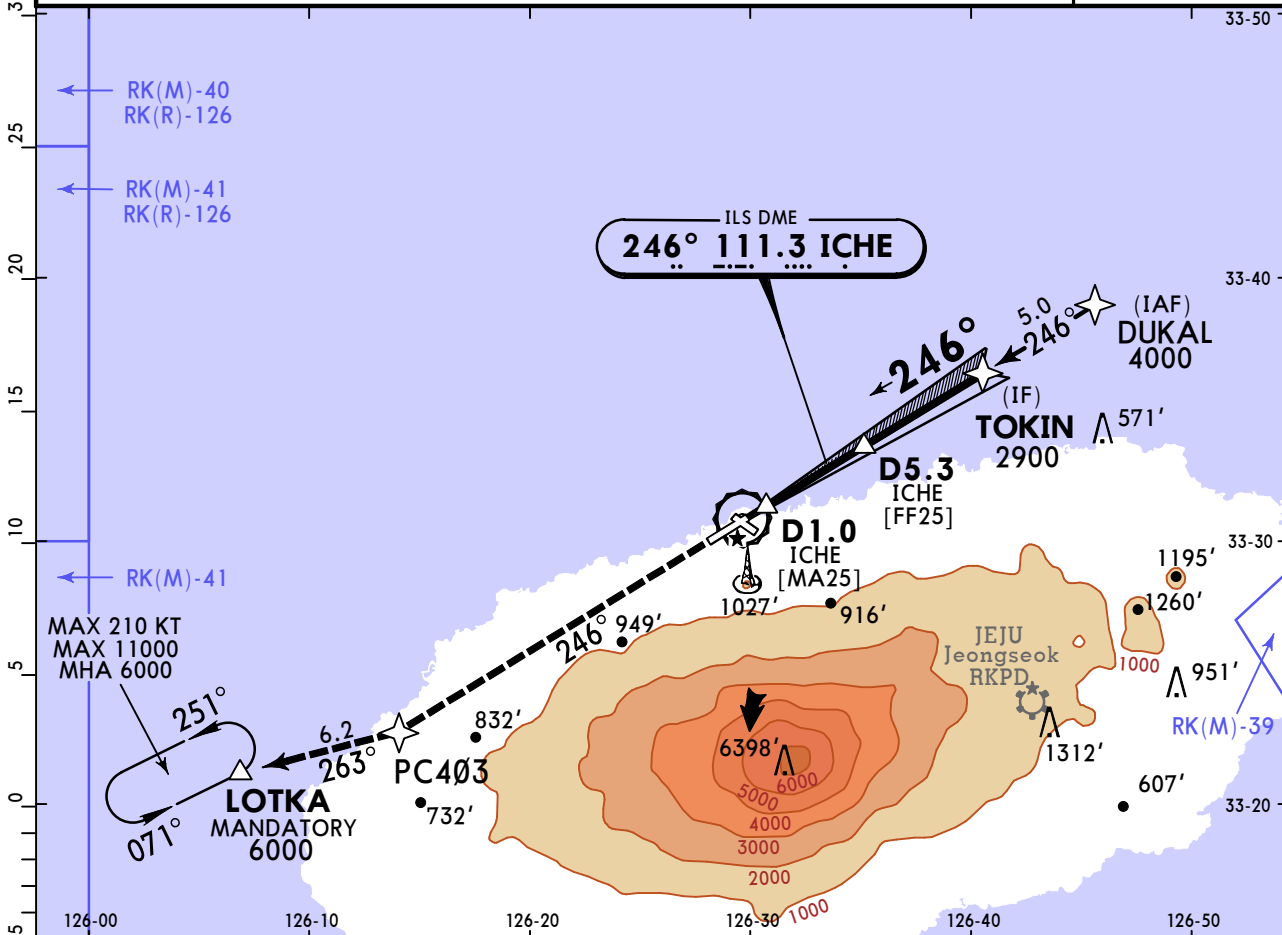 33-50
RK(M)-40
RK(R)-126
25
RK(M)-41
RK(R)-126
ILS DME
246° 111.3 ICHE
20
33-40
5.0
246°
(IAF)
DUKAL
4000
246°
(IF)
TOKIN
2900
571'
15
D5.3
ICHE
[FF25]
D1.0
ICHE
[MA25]
10
33-30
RK(M)-41
1027'
916'
1195'
1260'
1000
MAX 210 KT
MAX 11000
MHA 6000
246°
949'
JEJU
Jeongseok
RKPD
951'
5
251°
6.2
263°
832'
PCØ403
6398'
1312'
RK(M)-39
071°
LOTKA
MANDATORY
6000
732'
6000
5000
4000
3000
2000
1000
607'
0
33-20
5
126-00
126-10
126-20
126-30
126-40
126-50